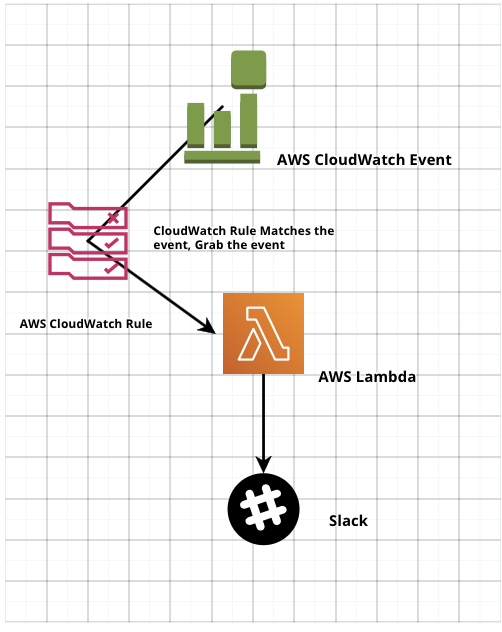 AWS CloudWatch Event
CloudWatch Rule Matches the
event, Grab the event
AWS CloudWatch Rule
AWS Lambda
Slack